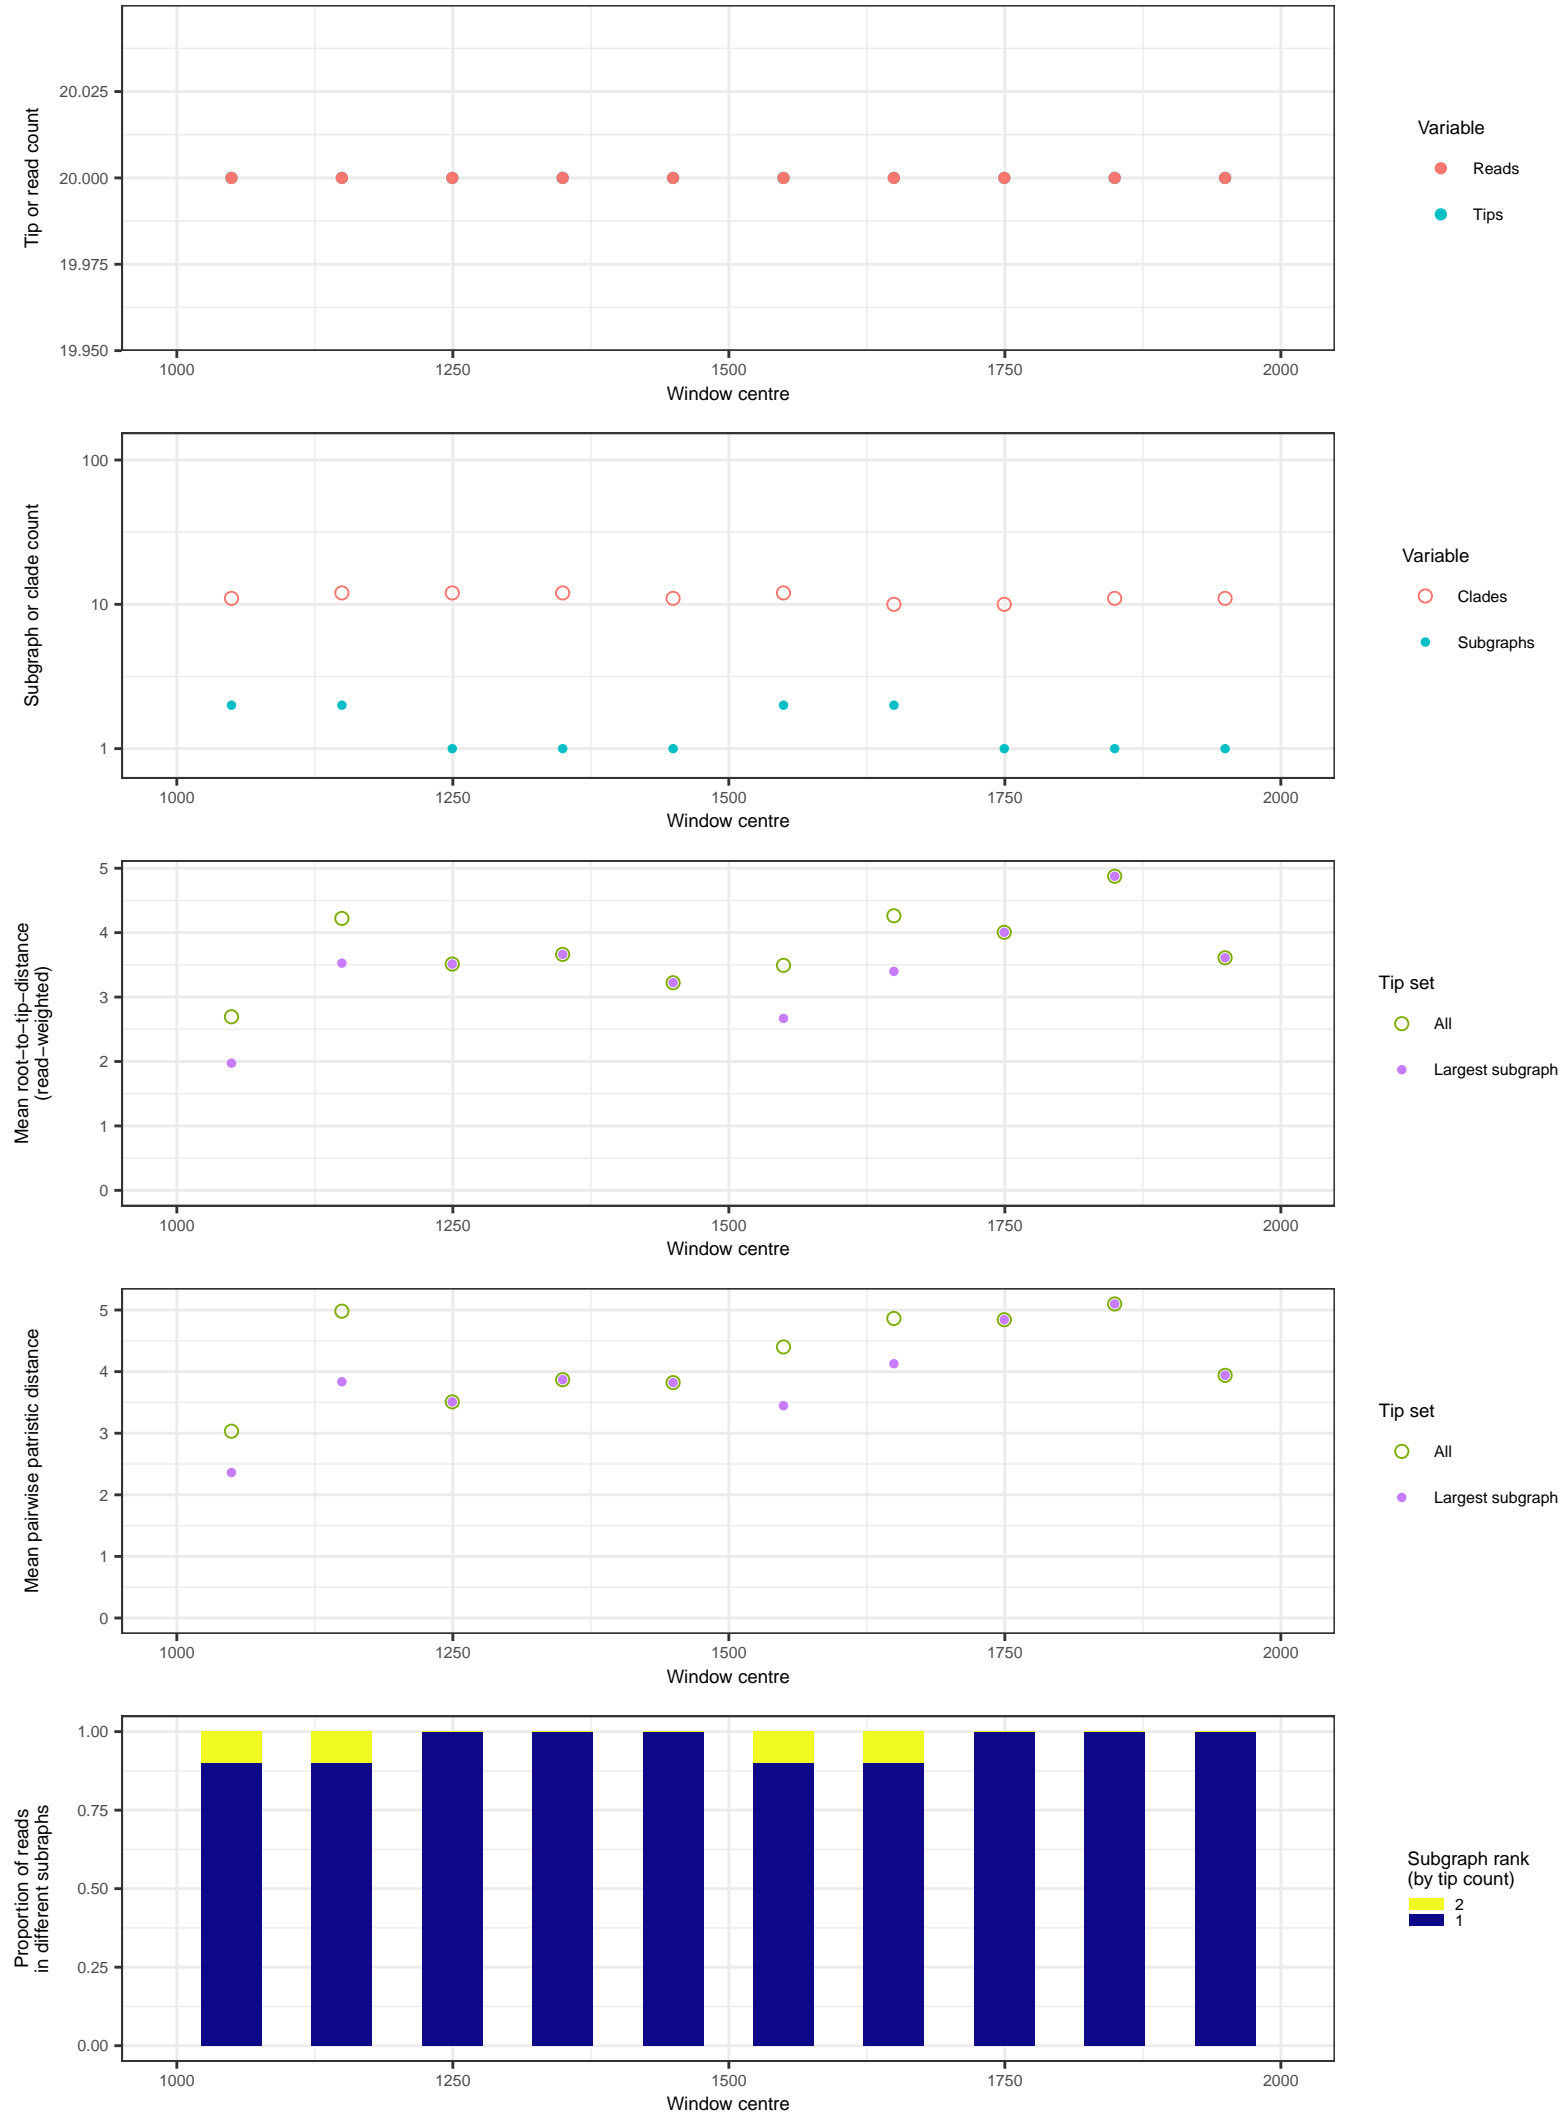 Tip or read count
20.025
20.000
19.975
19.950
1000 1250 1500 1750 2000
Window centre
Variable
Reads
Tips
Subgraph or clade count
100
10
1
1000 1250 1500 1750 2000
Window centre
Variable
Clades
Subgraphs
Mean root−to−tip−distance
(read−weighted)
5
4
3
2
1
0
1000 1250 1500 1750 2000
Window centre
Tip set
All
Largest subgraph
Mean pairwise patristic distance
5
4
3
2
1
0
1000 1250 1500 1750 2000
Window centre
Tip set
All
Largest subgraph
Proportion of reads
in different subraphs
1.00
0.75
0.50
0.25
0.00
1000 1250 1500 1750 2000
Window centre
Subgraph rank
(by tip count)
2
1